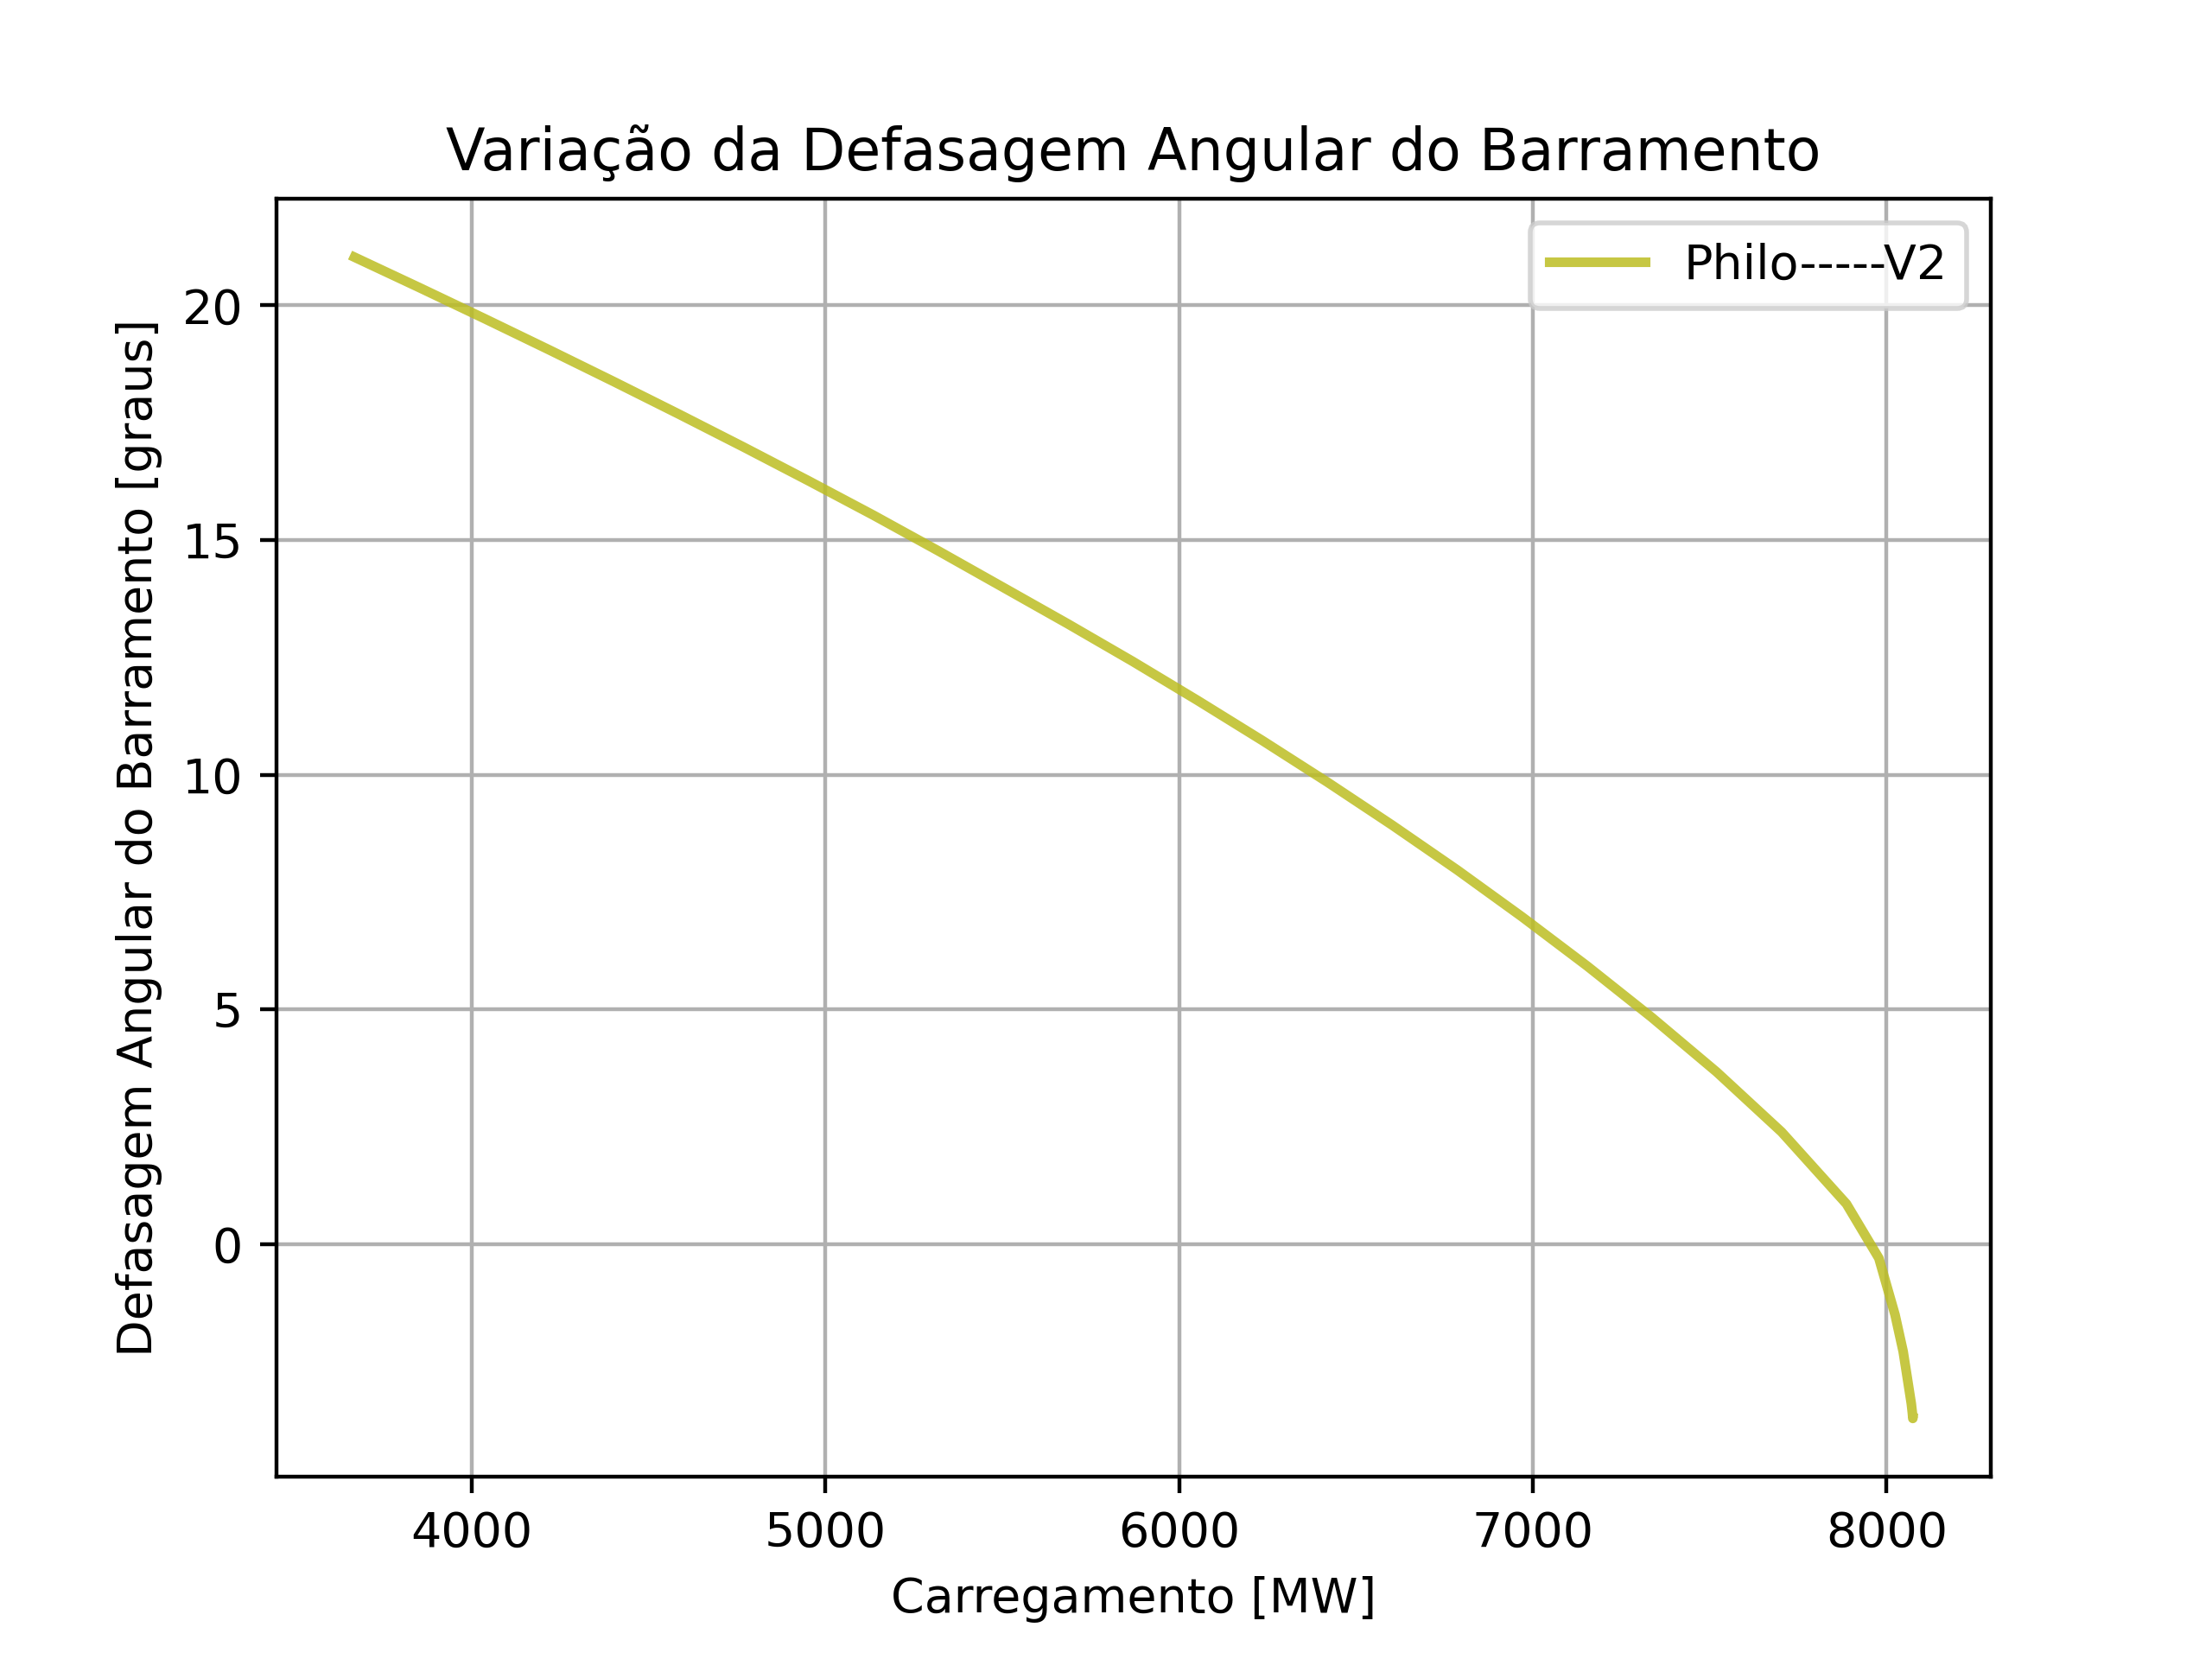 Variação da Defasagem Angular do Barramento
Philo-----V2
Defasagem Angular do Barramento [graus]
20
15
10
5
0
4000 5000 6000 7000 8000
Carregamento [MW]